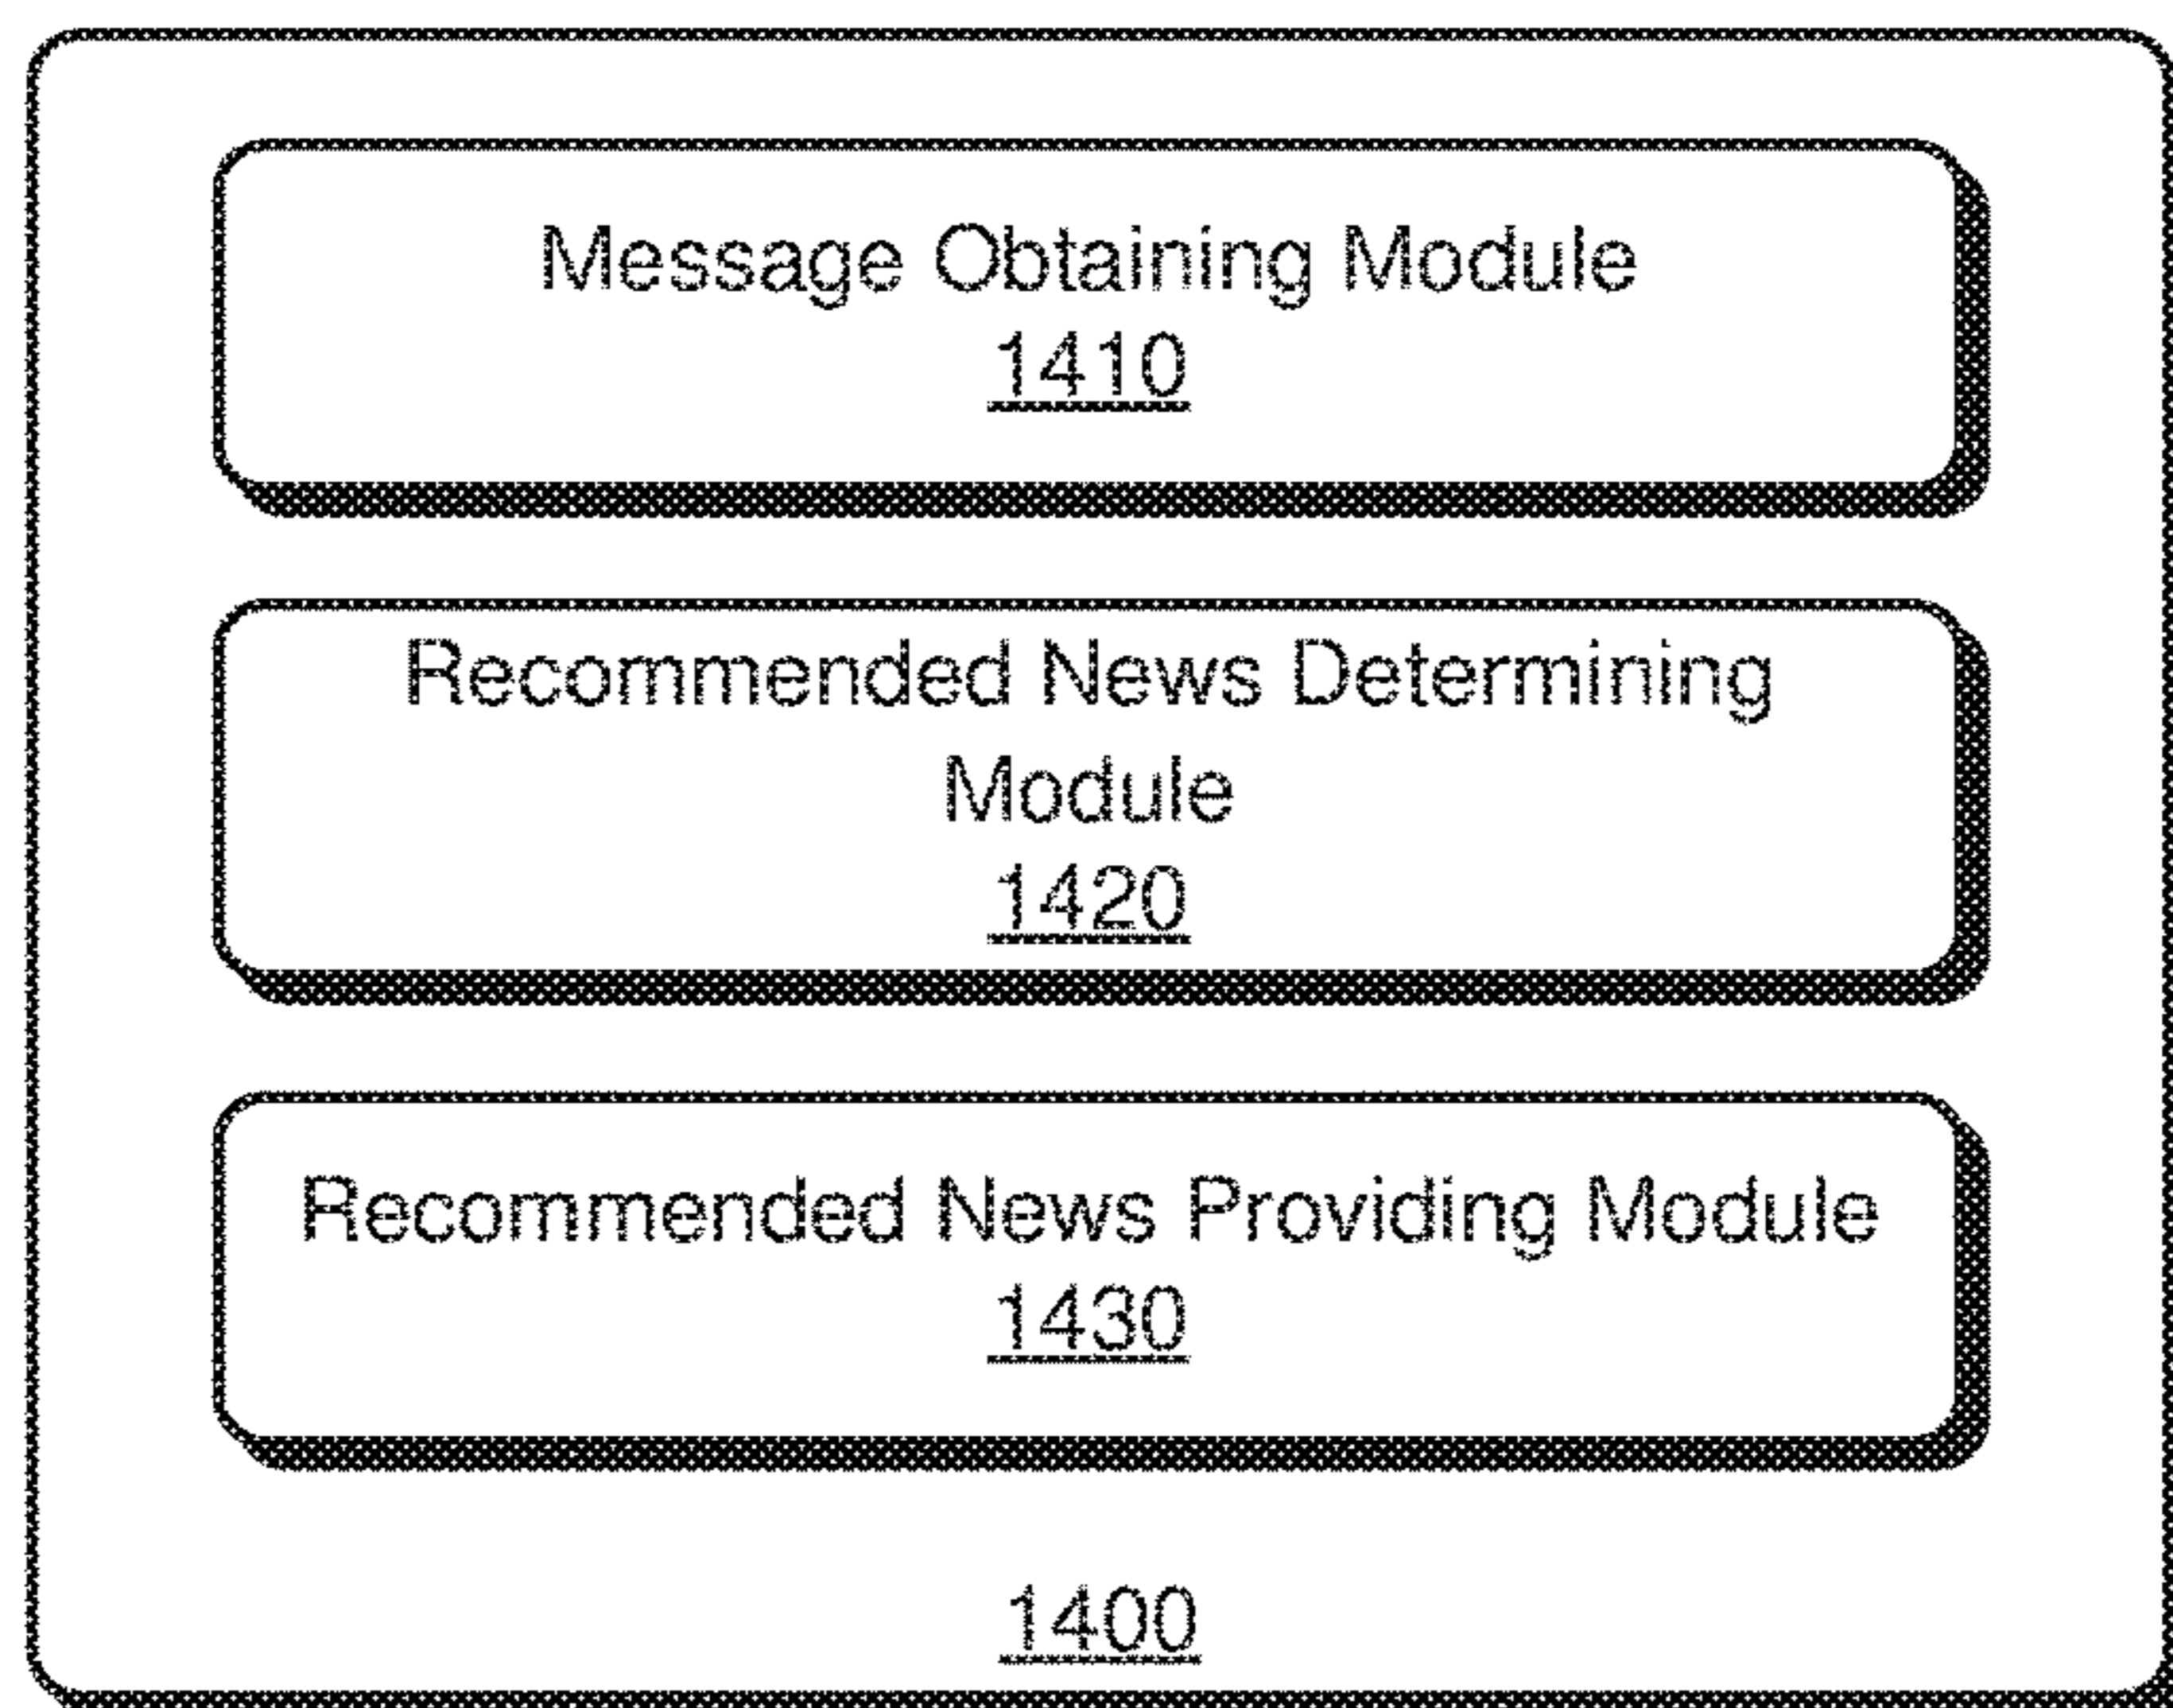 Message Obtaining Module
1410
Recommended News Determining
Module
1420
Recommended News Providing Module
1430
1400